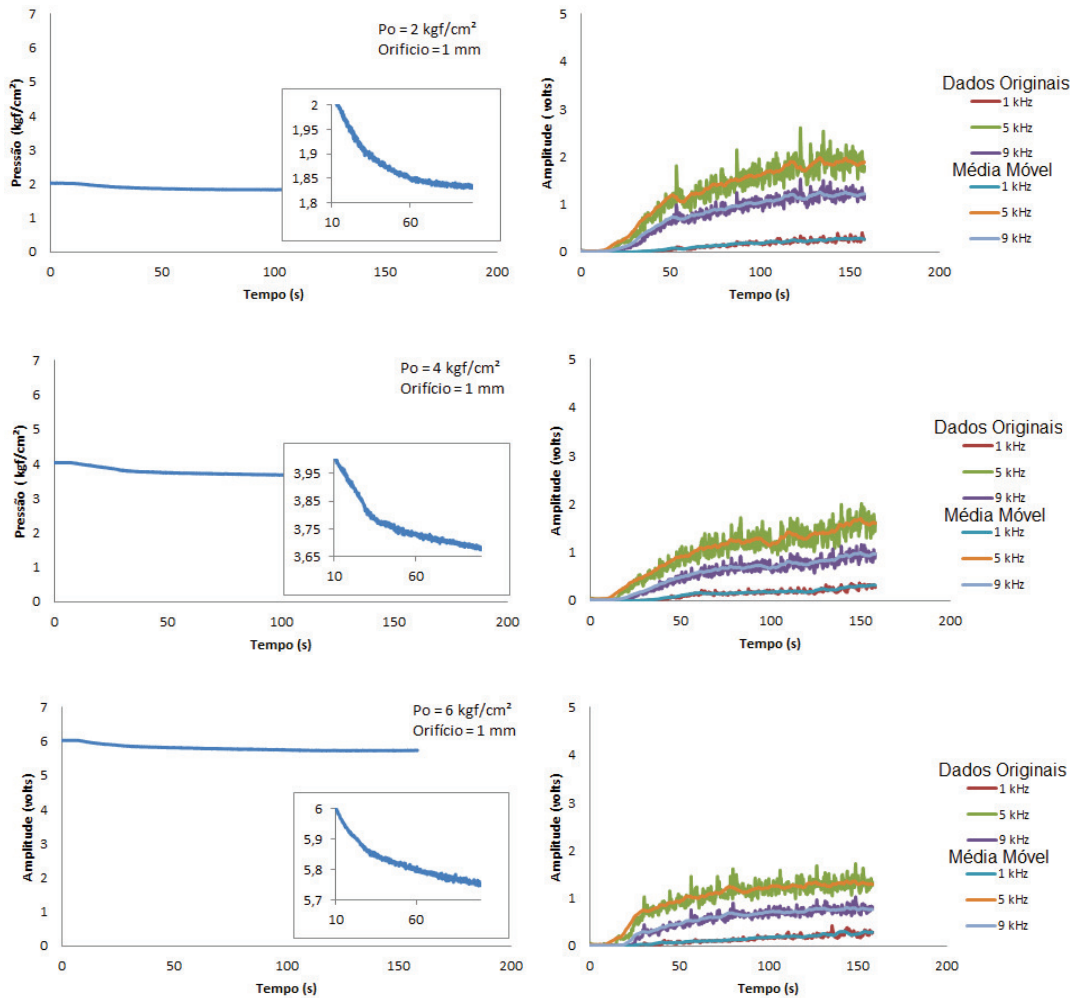 7
6
5
4
3
2
1
0
Pressão (kgf/cm²)
Po = 2 kgf/cm²
Orificio = 1 mm
2
1,95
1,9
1,85
1,8
10
60
0
50
100
150
200
Tempo (s)
5
4
3
2
1
0
Amplitude ( volts)
0
50
100
150
200
Tempo (s)
Dados Originais
1 kHz
5 kHz
9 kHz
Média Móvel
1 kHz
5 kHz
9 kHz
7
6
5
4
3
2
1
0
Pressão ( kgf/cm²)
Po = 4 kgf/cm²
Orifício = 1 mm
3,95
3,85
3,75
3,65
10
60
0
50
100
150
200
Tempo (s)
5
4
3
2
1
0
Amplitude (volts)
0
50
100
150
200
Tempo (s)
Dados Originais
1 kHz
5 kHz
9 kHz
Média Móvel
1 kHz
5 kHz
9 kHz
7
6
5
4
3
2
1
0
Amplitude (volts)
Po = 6 kgf/cm²
Orifício = 1 mm
6
5,9
5,8
5,7
10
60
0
50
100
150
200
Tempo (s)
5
4
3
2
1
0
Amplitude (volts)
0
50
100
150
200
Tempo (s)
Dados Originais
1 kHz
5 kHz
9 kHz
Média Móvel
1 kHz
5 kHz
9 kHz